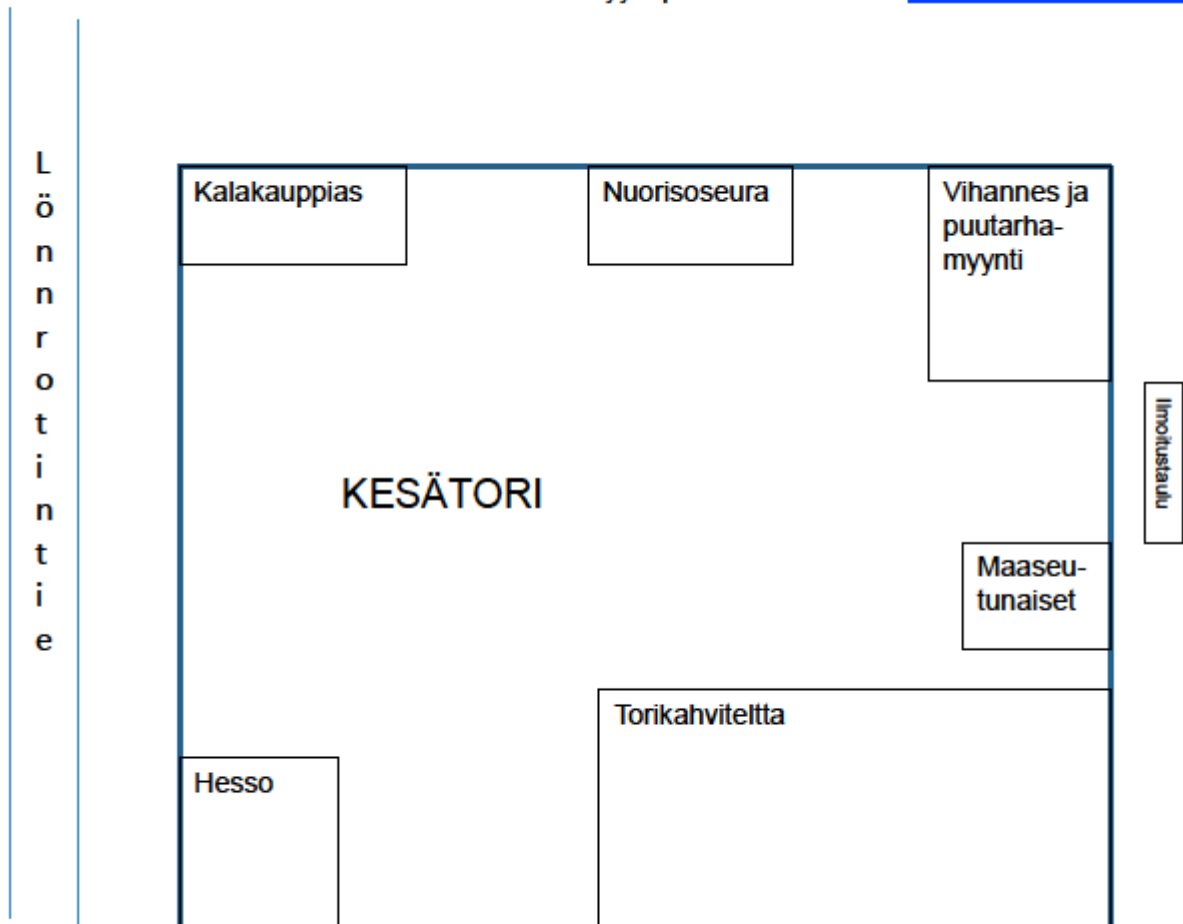 Lönnrotintie
Kalakauppias
Nuorisoseura
Vihannes ja
puutarha-
myynti
Ilmoitustaulu
KESÄTORI
Maaseu-
tunaiset
Torikahviteltta
Hesso